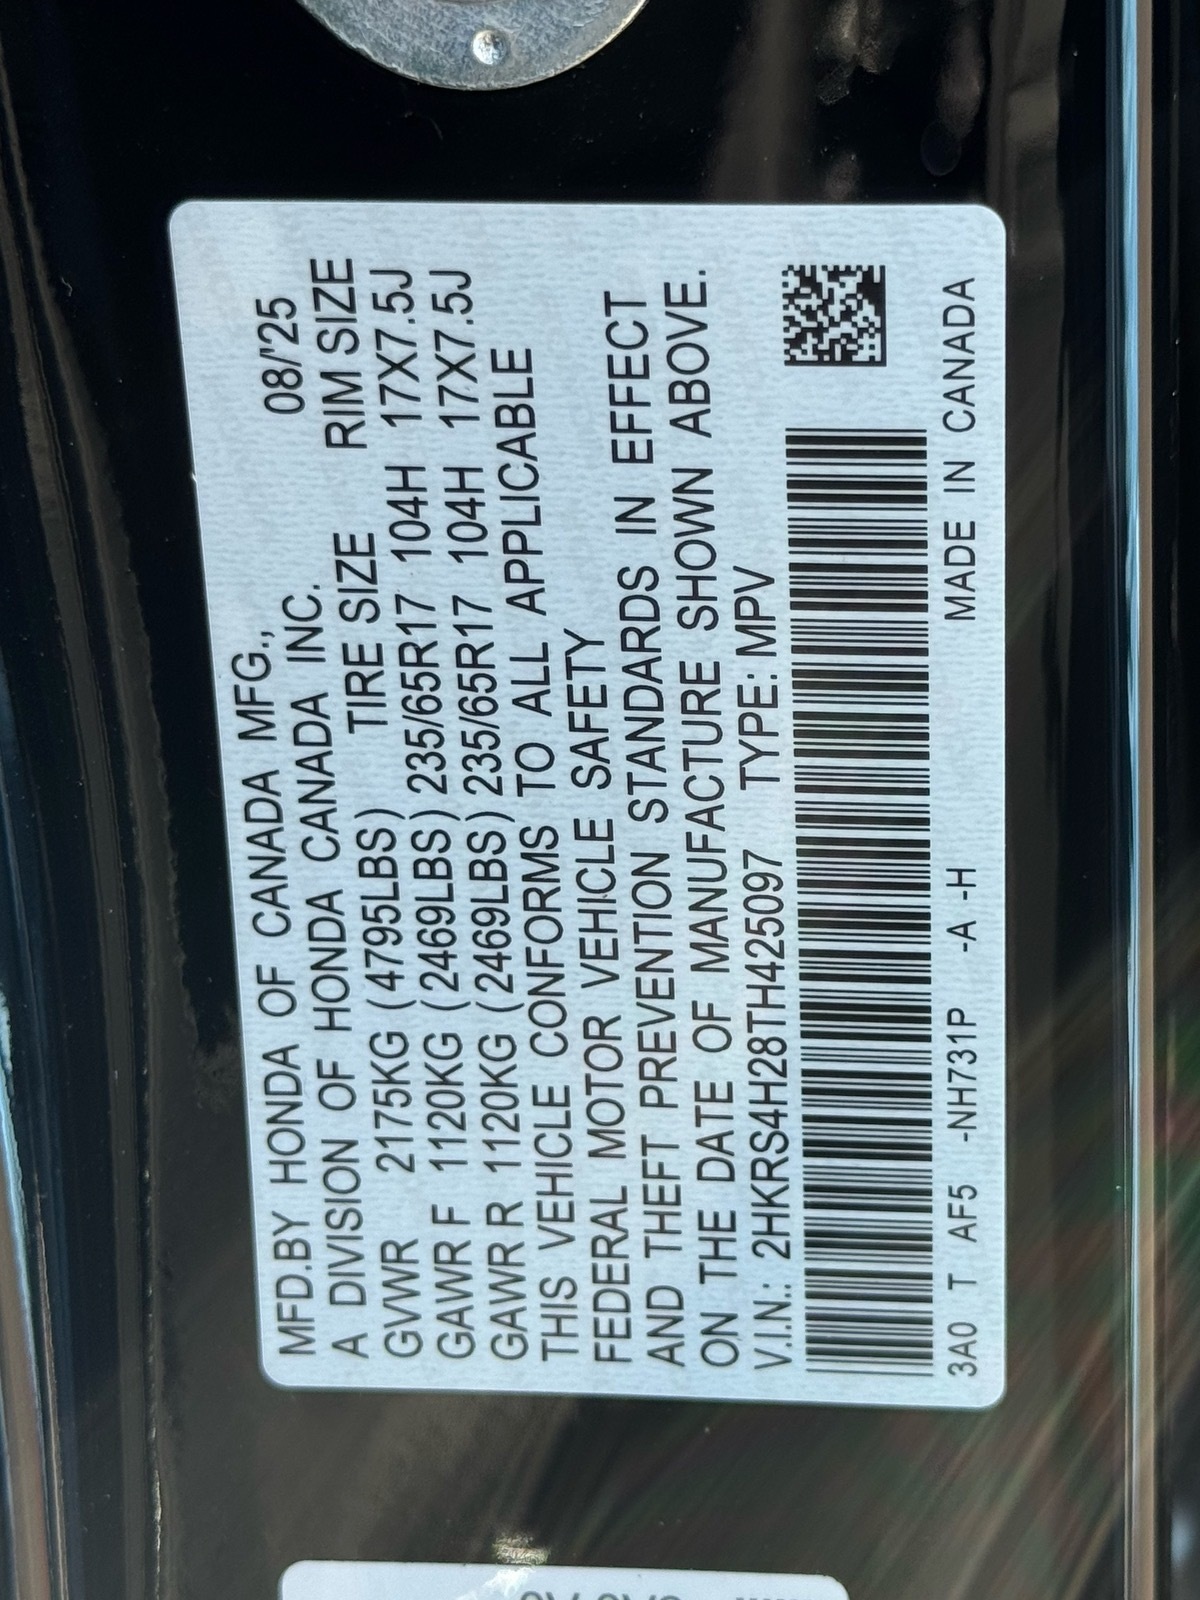 MFD.BY HONDA OF CANADA MFG., 08/'25
A DIVISION OF HONDA CANADA INC.
GVWR 2175KG (4795LBS) TIRE SIZE RIM SIZE
GAWR F 1120KG (2469LBS) 235/65R17 104H 17X7.5J
GAWR R 1120KG (2469LBS) 235/65R17 104H 17X7.5J
THIS VEHICLE CONFORMS TO ALL APPLICABLE
FEDERAL MOTOR VEHICLE SAFETY
AND THEFT PREVENTION STANDARDS IN EFFECT
ON THE DATE OF MANUFACTURE SHOWN ABOVE.
V.I.N.: 2HKRS4H28TH425097 TYPE: MPV
3A0 T AF5 -NH731P -A -H MADE IN CANADA